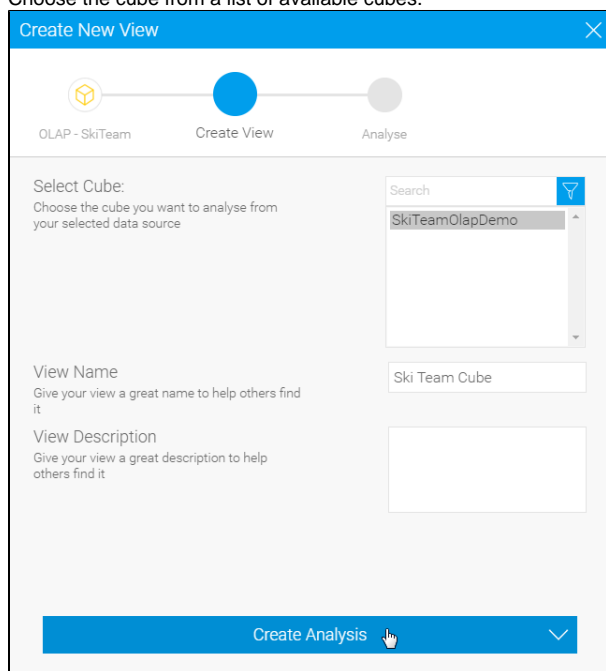 Choose the cube from a list of available cubes.
Create New View
OLAP - SkiTeam
Create View
Analyse
Select Cube:
Choose the cube you want to analyse from
your selected data source
Search
SkiTeamOlapDemo
View Name
Give your view a great name to help others find
it
Ski Team Cube
View Description
Give your view a great description to help
others find it
Create Analysis